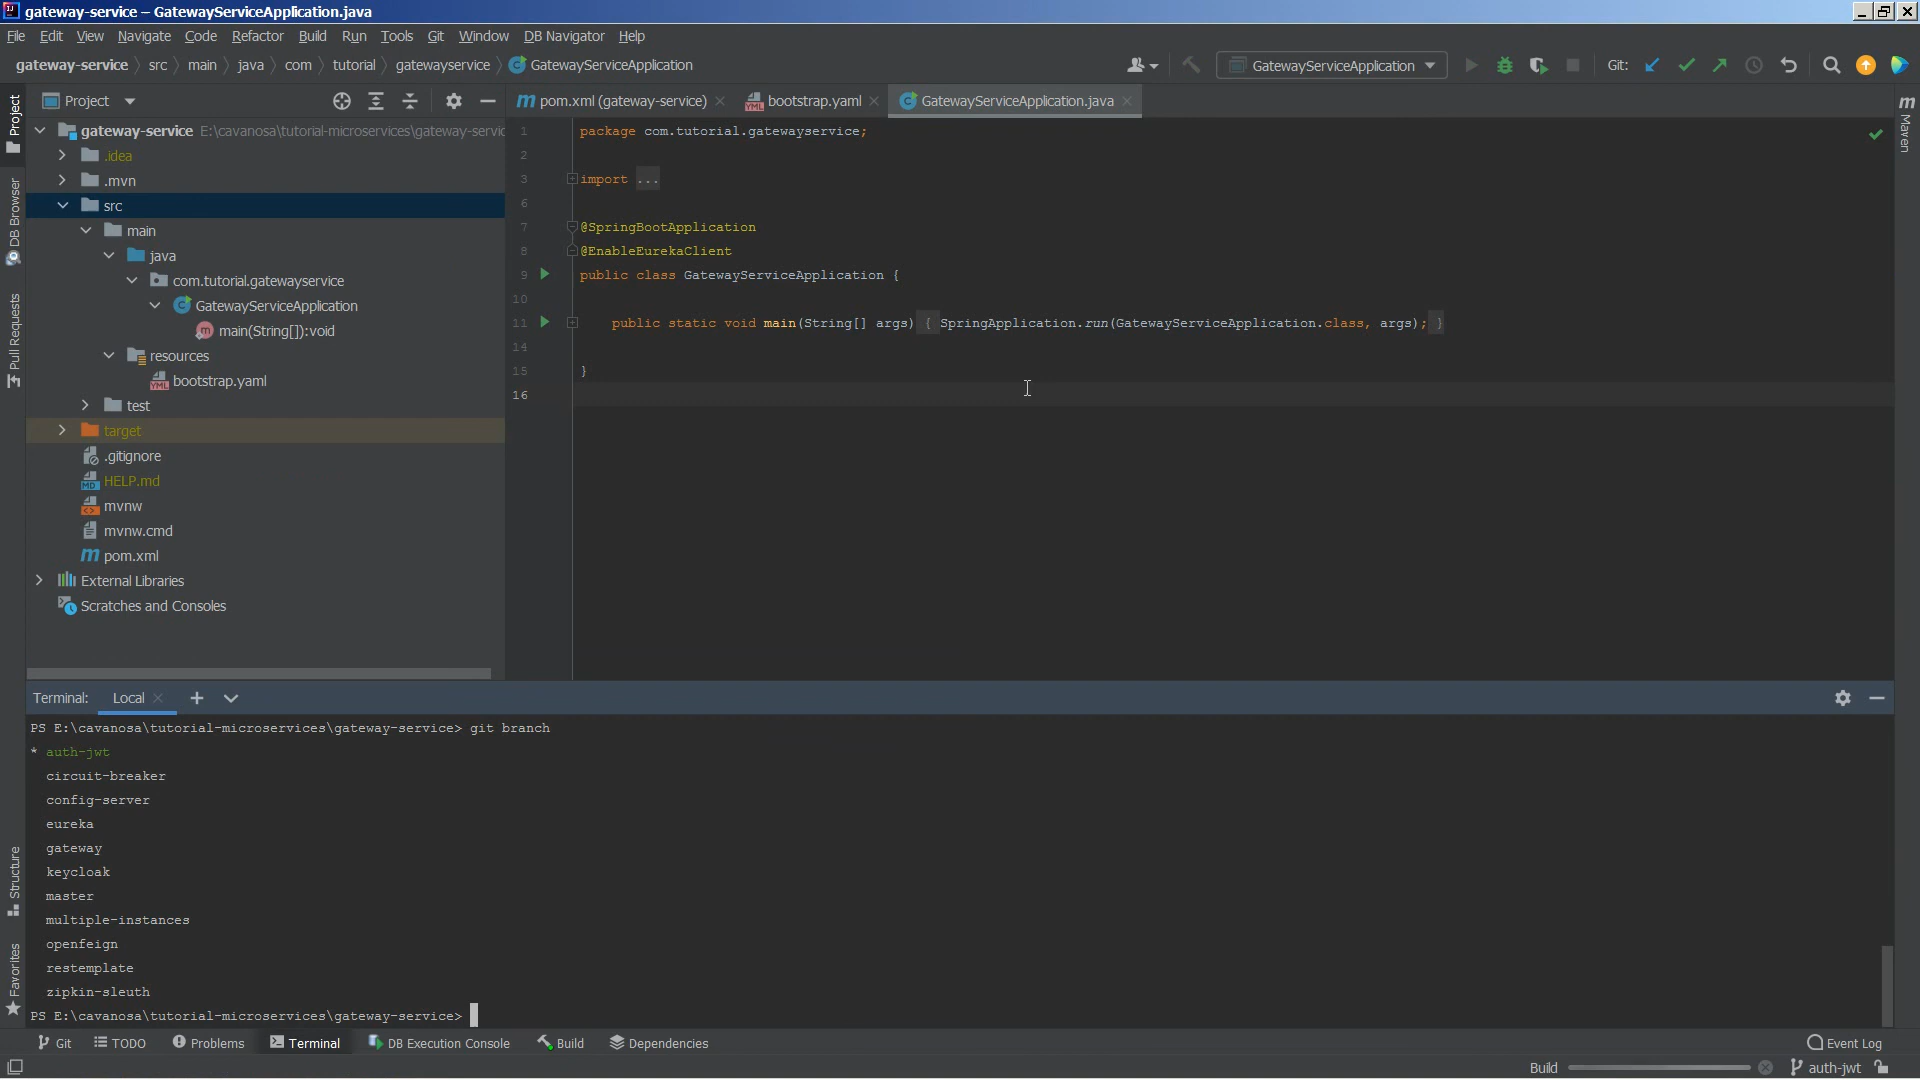 gateway-service – GatewayServiceApplication.java
File Edit View Navigate Code Refactor Build Run Tools Git Window DB Navigator Help
gateway-service src main java com tutorial gatewayservice GatewayServiceApplication
GatewayServiceApplication
Git:
Project
pom.xml (gateway-service)
bootstrap.yaml
GatewayServiceApplication.java
Project
DB Browser
Pull Requests
Structure
Favorites
Maven
gateway-service E:\cavanosa\tutorial-microservices\gateway-servic
.idea
.mvn
src
main
java
com.tutorial.gatewayservice
GatewayServiceApplication
main(String[]):void
resources
bootstrap.yaml
test
target
.gitignore
HELP.md
mvnw
mvnw.cmd
pom.xml
External Libraries
Scratches and Consoles
1 package com.tutorial.gatewayservice;
2
3 import ...
6
7 @SpringBootApplication
8 @EnableEurekaClient
9 public class GatewayServiceApplication {
10
11 public static void main(String[] args) { SpringApplication.run(GatewayServiceApplication.class, args); }
14
15 }
16
Terminal: Local
PS E:\cavanosa\tutorial-microservices\gateway-service> git branch
* auth-jwt
circuit-breaker
config-server
eureka
gateway
keycloak
master
multiple-instances
openfeign
restemplate
zipkin-sleuth
PS E:\cavanosa\tutorial-microservices\gateway-service>
Git TODO Problems Terminal DB Execution Console Build Dependencies Event Log
Build auth-jwt